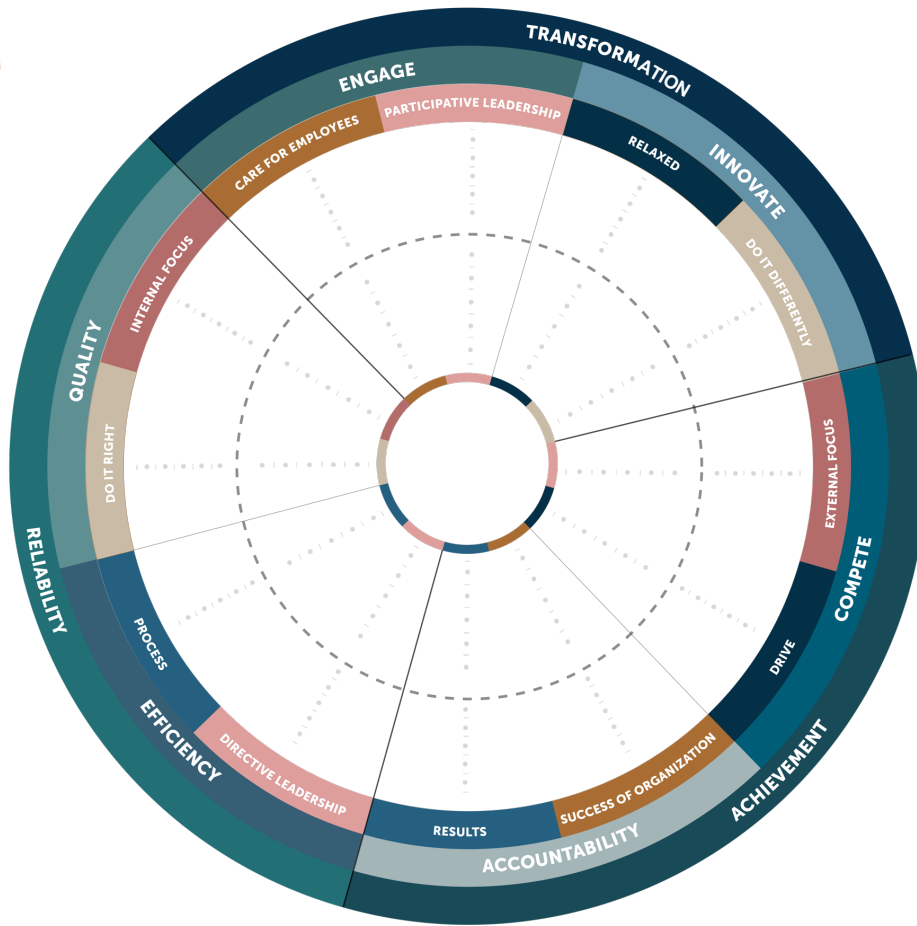 TRANSFORMATION
ENGAGE
PARTICIPATIVE LEADERSHIP
CARE FOR EMPLOYEES
RELAXED
INNOVATE
DO IT DIFFERENTLY
INTERNAL FOCUS
QUALITY
DO IT RIGHT
EXTERNAL FOCUS
COMPETE
DRIVE
RELIABILITY
PROCESS
EFFICIENCY
DIRECTIVE LEADERSHIP
RESULTS
SUCCESS OF ORGANIZATION
ACCOUNTABILITY
ACHIEVEMENT